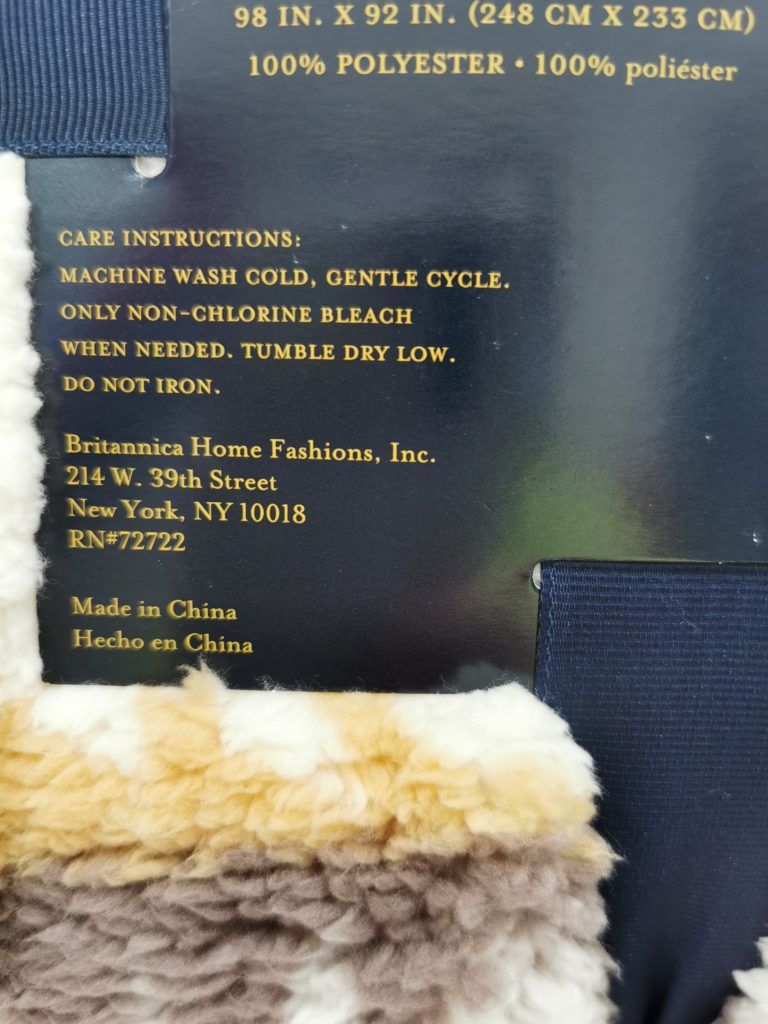 98 IN. X 92 IN. (248 CM X 233 CM)
100% POLYESTER • 100% poliéster
CARE INSTRUCTIONS:
MACHINE WASH COLD, GENTLE CYCLE.
ONLY NON-CHLORINE BLEACH
WHEN NEEDED. TUMBLE DRY LOW.
DO NOT IRON.
Britannica Home Fashions, Inc.
214 W. 39th Street
New York, NY 10018
RN#72722
Made in China
Hecho en China